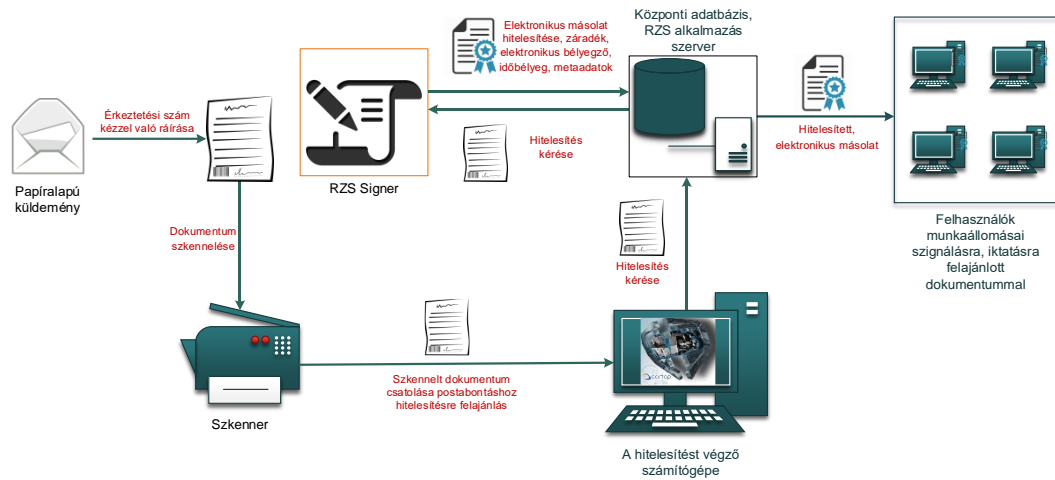 Elektronikus másolat
hitelesítése, záradék,
elektronikus bélyegző,
időbélyeg, metaadatok
Központi adatbázis,
RZS alkalmazás
szerver
Érkeztetési szám
kézzel való ráírása
Hitelesítés
kérése
Hitelesített,
elektronikus másolat
Papíralapú
küldemény
RZS Signer
Dokumentum
szkennelése
Hitelesítés
kérése
Felhasználók
munkaállomásai
szignálásra, iktatásra
felajánlott
dokumentummal
Szkennelt dokumentum
csatolása postabontáshoz
hitelesítésre felajánlás
Szkenner
A hitelesítést végző
számítógépe